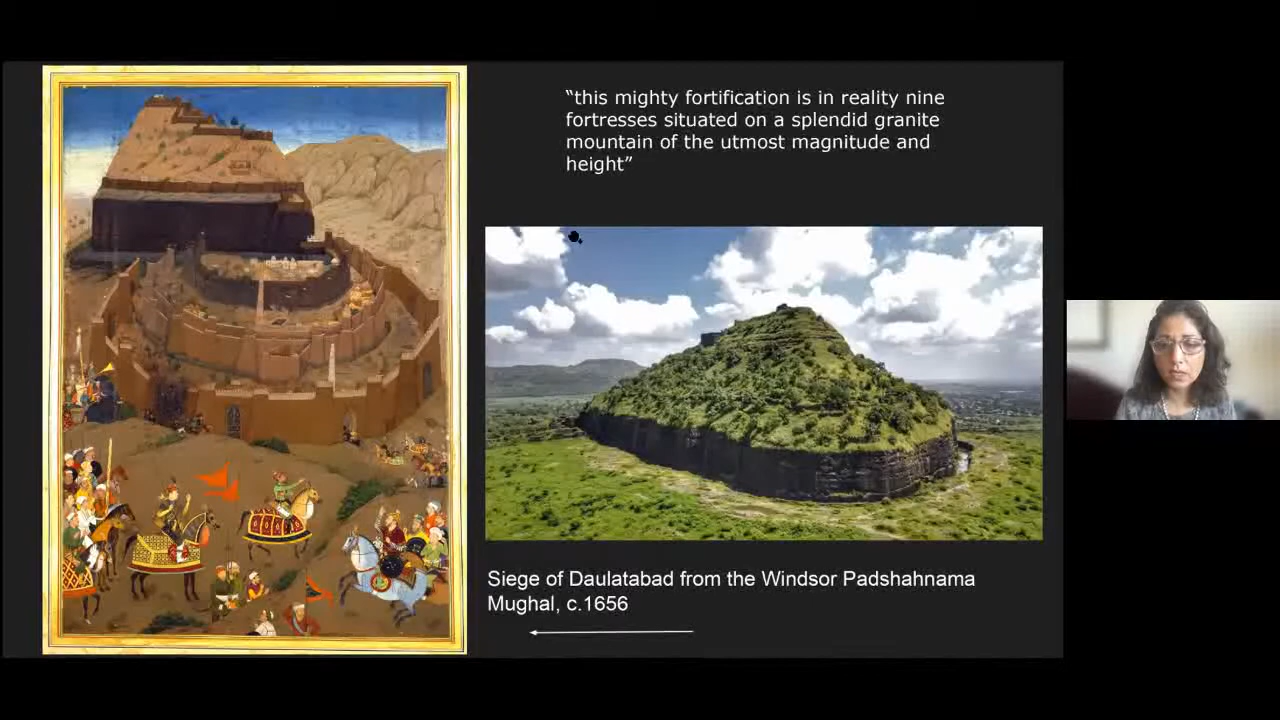 “this mighty fortification is in reality nine
fortresses situated on a splendid granite
mountain of the utmost magnitude and
height”
Siege of Daulatabad from the Windsor Padshahnama
Mughal, c.1656